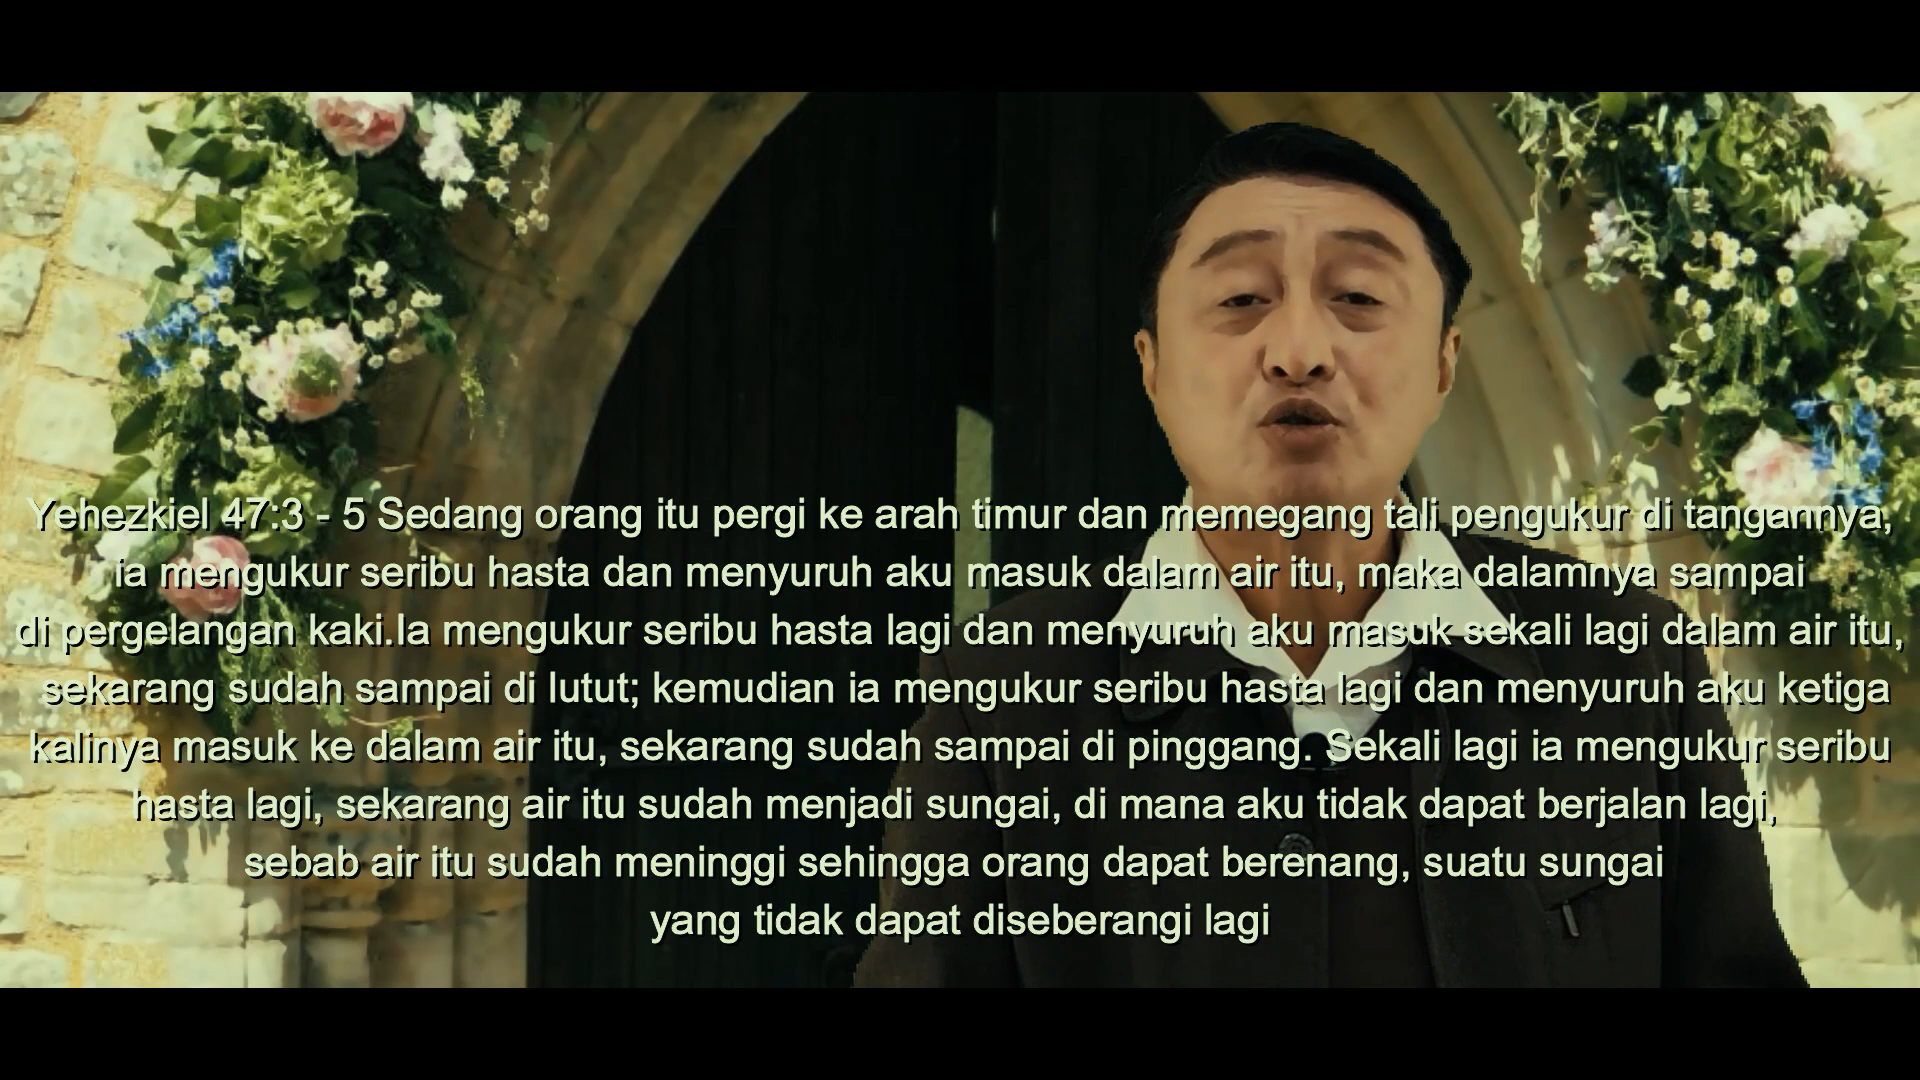 Yehezkiel 47:3 - 5 Sedang orang itu pergi ke arah timur dan memegang tali pengukur di tangannya,
ia mengukur seribu hasta dan menyuruh aku masuk dalam air itu, maka dalamnya sampai
di pergelangan kaki.Ia mengukur seribu hasta lagi dan menyuruh aku masuk sekali lagi dalam air itu,
sekarang sudah sampai di lutut; kemudian ia mengukur seribu hasta lagi dan menyuruh aku ketiga
kalinya masuk ke dalam air itu, sekarang sudah sampai di pinggang. Sekali lagi ia mengukur seribu
hasta lagi, sekarang air itu sudah menjadi sungai, di mana aku tidak dapat berjalan lagi,
sebab air itu sudah meninggi sehingga orang dapat berenang, suatu sungai
yang tidak dapat diseberangi lagi